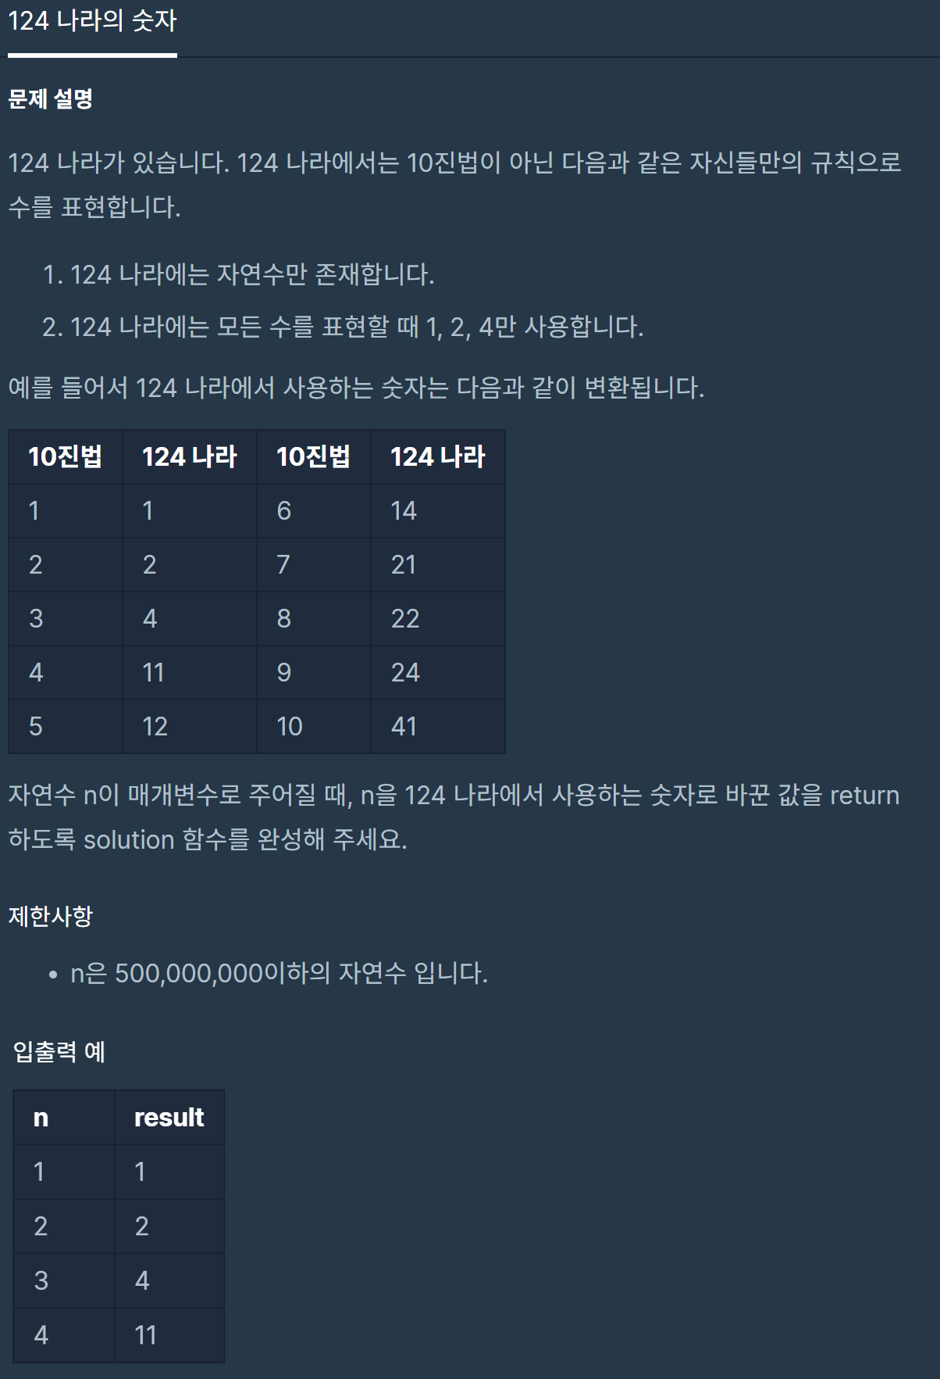 124 나라의 숫자
문제 설명
124 나라가 있습니다. 124 나라에서는 10진법이 아닌 다음과 같은 자신들만의 규칙으로
수를 표현합니다.
1. 124 나라에는 자연수만 존재합니다.
2. 124 나라에는 모든 수를 표현할 때 1, 2, 4만 사용합니다.
예를 들어서 124 나라에서 사용하는 숫자는 다음과 같이 변환됩니다.
10진법 124 나라 10진법 124 나라
1 1 6 14
2 2 7 21
3 4 8 22
4 11 9 24
5 12 10 41
자연수 n이 매개변수로 주어질 때, n을 124 나라에서 사용하는 숫자로 바꾼 값을 return
하도록 solution 함수를 완성해 주세요.
제한사항
• n은 500,000,000이하의 자연수 입니다.
입출력 예
n result
1 1
2 2
3 4
4 11